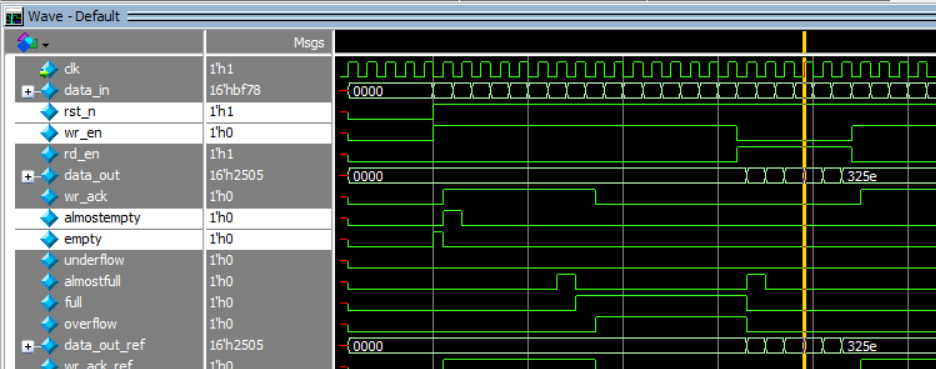 Wave - Default
Msgs
clk 1'h1
data_in 16'hbf78 0000
rst_n 1'h1
wr_en 1'h0
rd_en 1'h1
data_out 16'h2505 0000 325e
wr_ack 1'h0
almostempty 1'h0
empty 1'h0
underflow 1'h0
almostfull 1'h0
full 1'h0
overflow 1'h0
data_out_ref 16'h2505 0000 325e
wr_ack_ref 1'h0